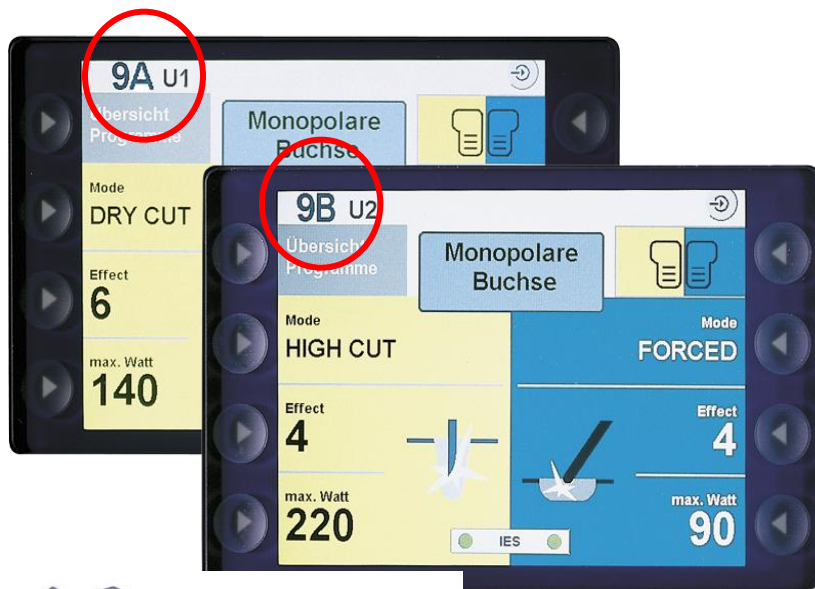 9A U1
Übersicht
Programme
Monopolare
Buchse
Mode
DRY CUT
Effect
6
max. Watt
140
9B U2
Übersicht
Programme
Monopolare
Buchse
Mode
HIGH CUT
Effect
4
max. Watt
220
Mode
FORCED
Effect
4
max. Watt
90
IES